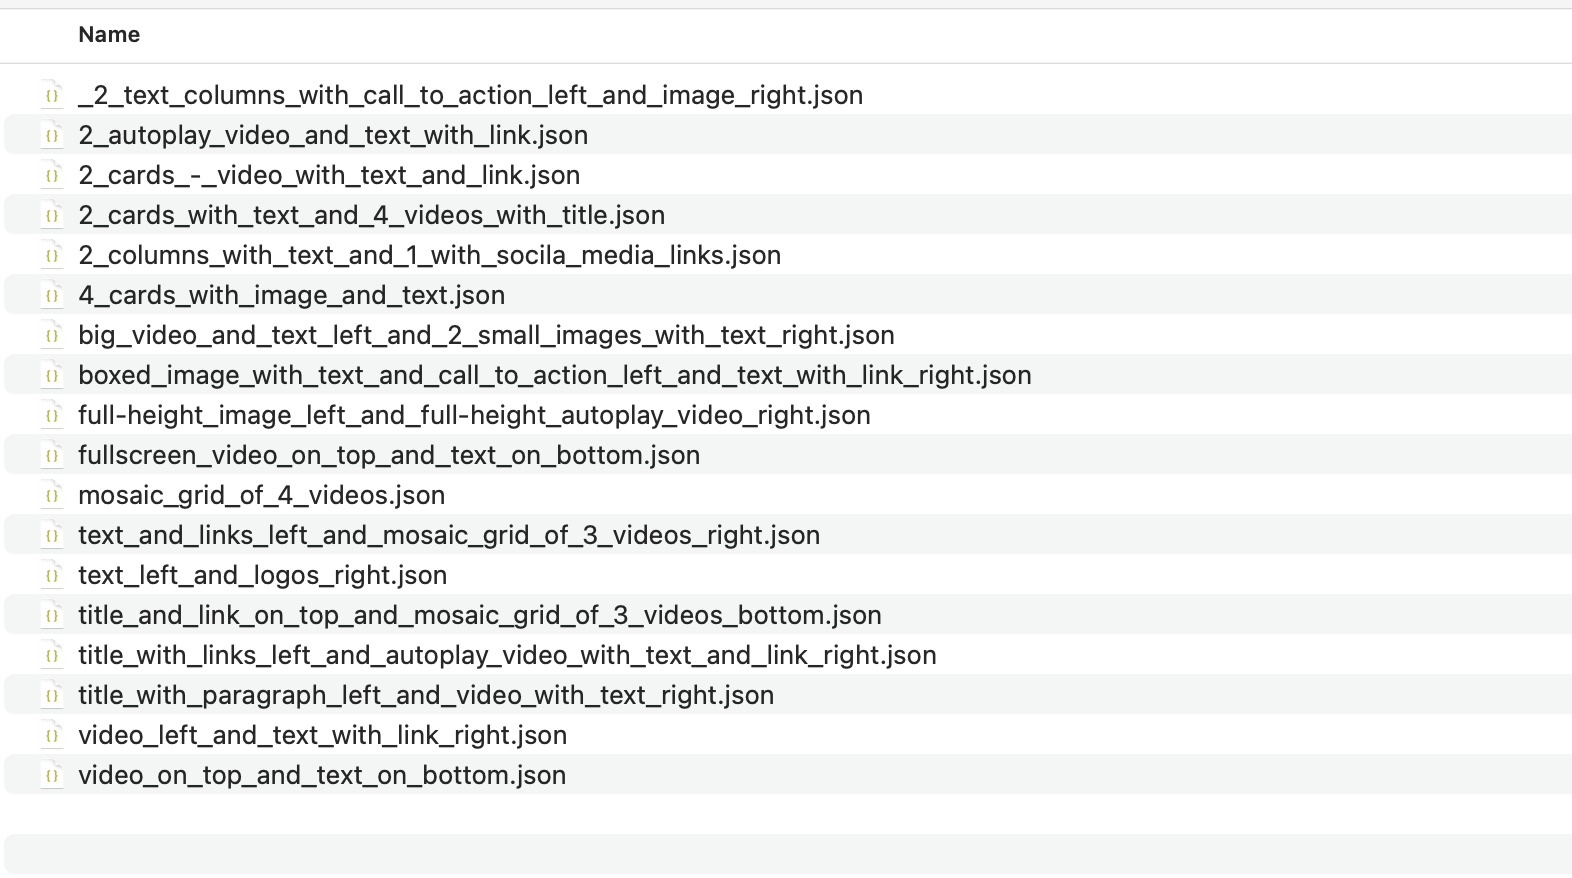 Name
_2_text_columns_with_call_to_action_left_and_image_right.json
2_autoplay_video_and_text_with_link.json
2_cards_-_video_with_text_and_link.json
2_cards_with_text_and_4_videos_with_title.json
2_columns_with_text_and_1_with_socila_media_links.json
4_cards_with_image_and_text.json
big_video_and_text_left_and_2_small_images_with_text_right.json
boxed_image_with_text_and_call_to_action_left_and_text_with_link_right.json
full-height_image_left_and_full-height_autoplay_video_right.json
fullscreen_video_on_top_and_text_on_bottom.json
mosaic_grid_of_4_videos.json
text_and_links_left_and_mosaic_grid_of_3_videos_right.json
text_left_and_logos_right.json
title_and_link_on_top_and_mosaic_grid_of_3_videos_bottom.json
title_with_links_left_and_autoplay_video_with_text_and_link_right.json
title_with_paragraph_left_and_video_with_text_right.json
video_left_and_text_with_link_right.json
video_on_top_and_text_on_bottom.json